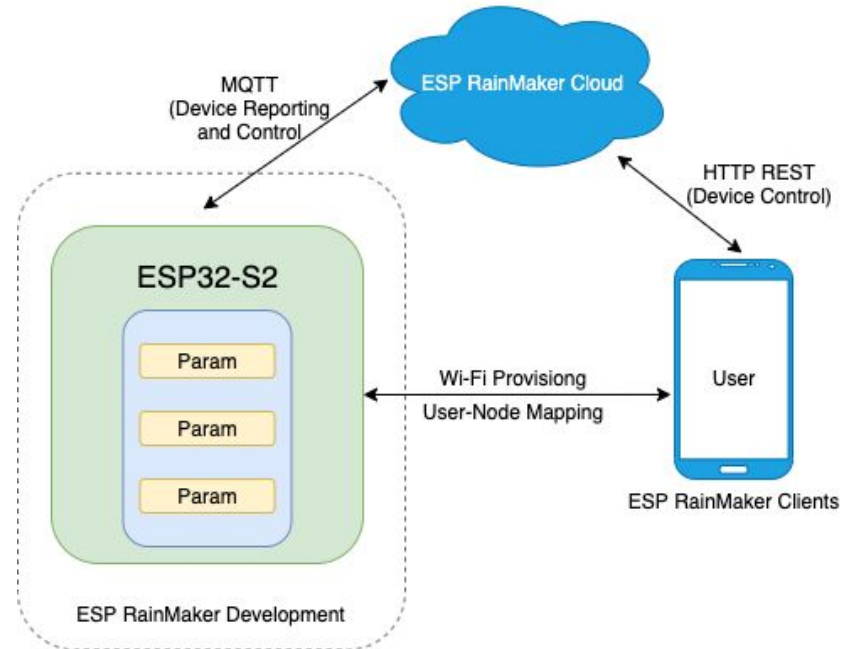 ESP RainMaker Cloud
MQTT
(Device Reporting
and Control
HTTP REST
(Device Control)
ESP32-S2
Param
Param
Param
Wi-Fi Provisiong
User-Node Mapping
User
ESP RainMaker Clients
ESP RainMaker Development